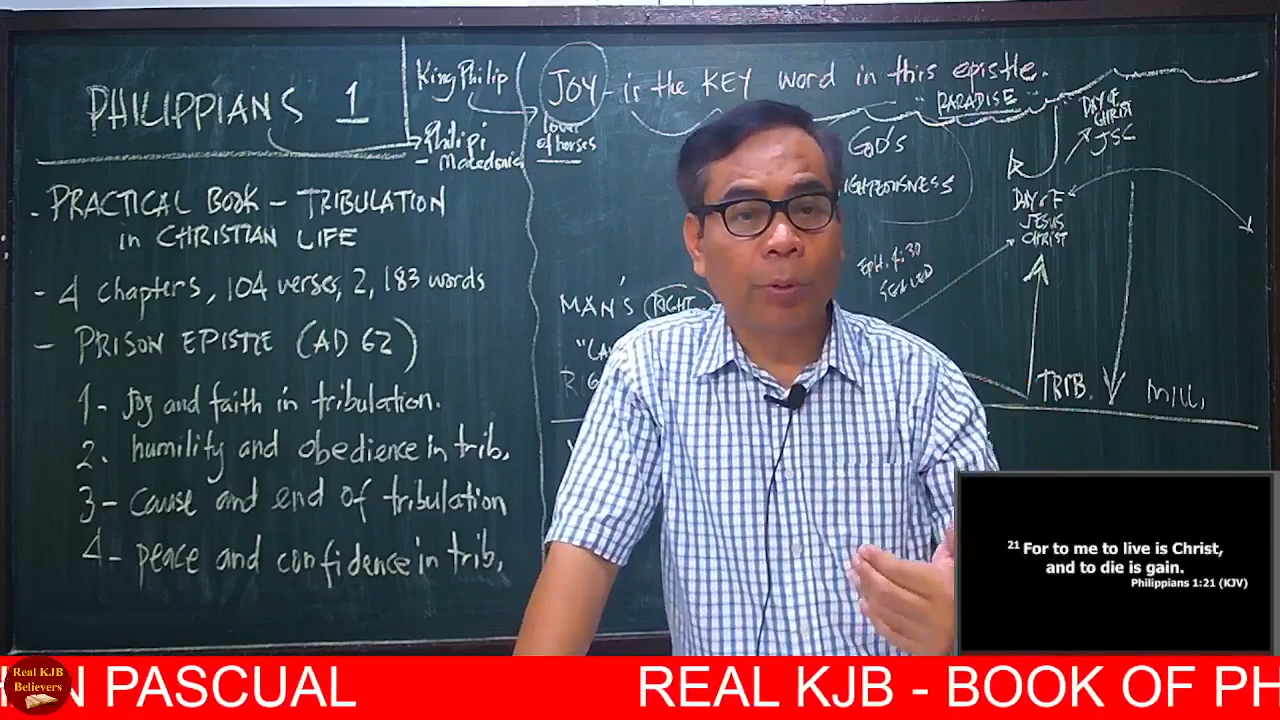 PHILIPPIANS 1
King Philip
Philipi
- Macedonia
lover
of horses
JOY - is the KEY word in this epistle.
- PRACTICAL BOOK - TRIBULATION
in CHRISTIAN LIFE
- 4 chapters, 104 verses, 2,183 words
- PRISON EPISTLE (AD 62)
1 - Joy and faith in tribulation.
2. humility and obedience in trib.
3 - cause and end of tribulation
4 - peace and confidence in trib.
"PARADISE"
God's
IGHTEOUSNESS
DAY OF
CHRIST
JSC
DAY OF
JESUS
CHRIST
Eph. 4:30
SEALED
MAN'S RIGHT
TRIB.
MILL.
21 For to me to live is Christ,
and to die is gain.
Philippians 1:21 (KJV)
Real KJB
Believers
N PASCUAL
REAL KJB - BOOK OF PH